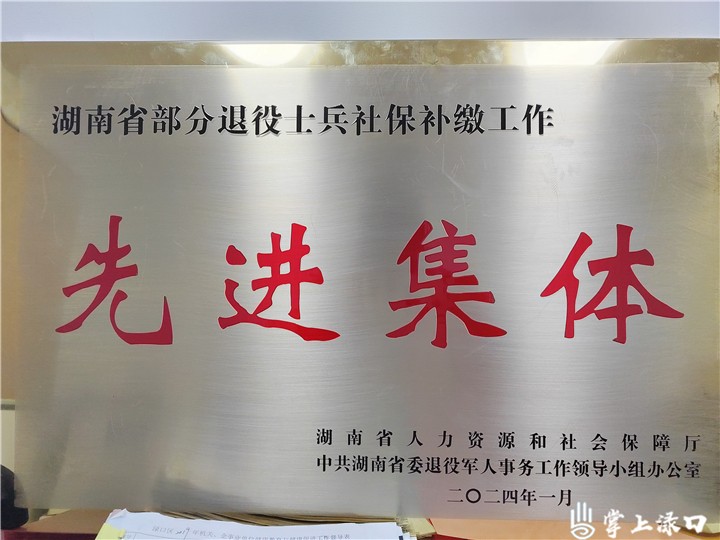 湖南省部分退役士兵社保补缴工作
先进集体
湖南省人力资源和社会保障厅
中共湖南省委退役军人事务工作领导小组办公室
二〇二四年一月
掌上渌口